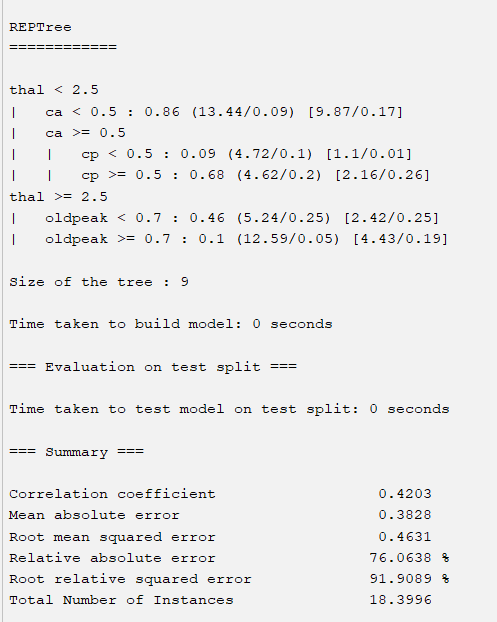 REPTree
============
thal < 2.5
|   ca < 0.5 : 0.86 (13.44/0.09) [9.87/0.17]
|   ca >= 0.5
|   |   cp < 0.5 : 0.09 (4.72/0.1) [1.1/0.01]
|   |   cp >= 0.5 : 0.68 (4.62/0.2) [2.16/0.26]
thal >= 2.5
|   oldpeak < 0.7 : 0.46 (5.24/0.25) [2.42/0.25]
|   oldpeak >= 0.7 : 0.1 (12.59/0.05) [4.43/0.19]
Size of the tree : 9
Time taken to build model: 0 seconds
=== Evaluation on test split ===
Time taken to test model on test split: 0 seconds
=== Summary ===
Correlation coefficient                  0.4203
Mean absolute error                      0.3828
Root mean squared error                  0.4631
Relative absolute error                 76.0638 %
Root relative squared error             91.9089 %
Total Number of Instances               18.3996